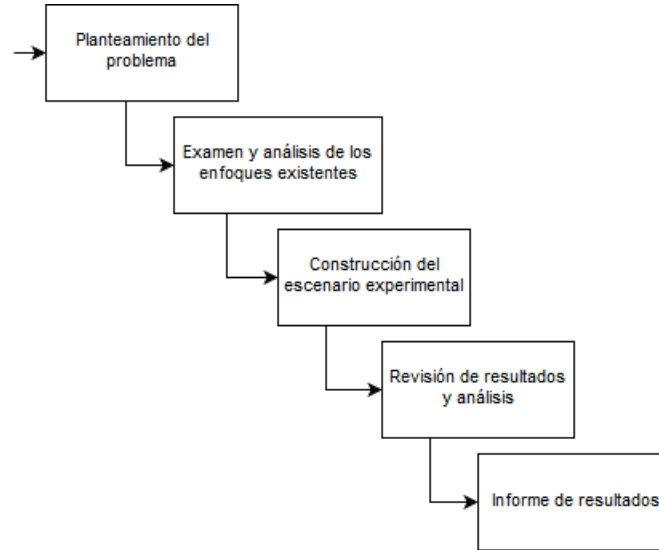 Planteamiento del
problema
Examen y análisis de los
enfoques existentes
Construcción del
escenario experimental
Revisión de resultados
y análisis
Informe de resultados